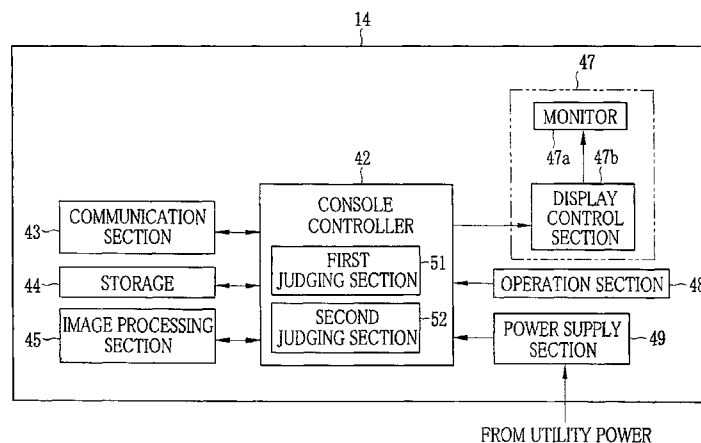 14
47
MONITOR
47a
47b
42
CONSOLE
CONTROLLER
DISPLAY
CONTROL
SECTION
COMMUNICATION
SECTION
43
FIRST
JUDGING SECTION
51
STORAGE
44
OPERATION SECTION
48
IMAGE PROCESSING
SECTION
45
SECOND
JUDGING SECTION
52
POWER SUPPLY
SECTION
49
FROM UTILITY POWER